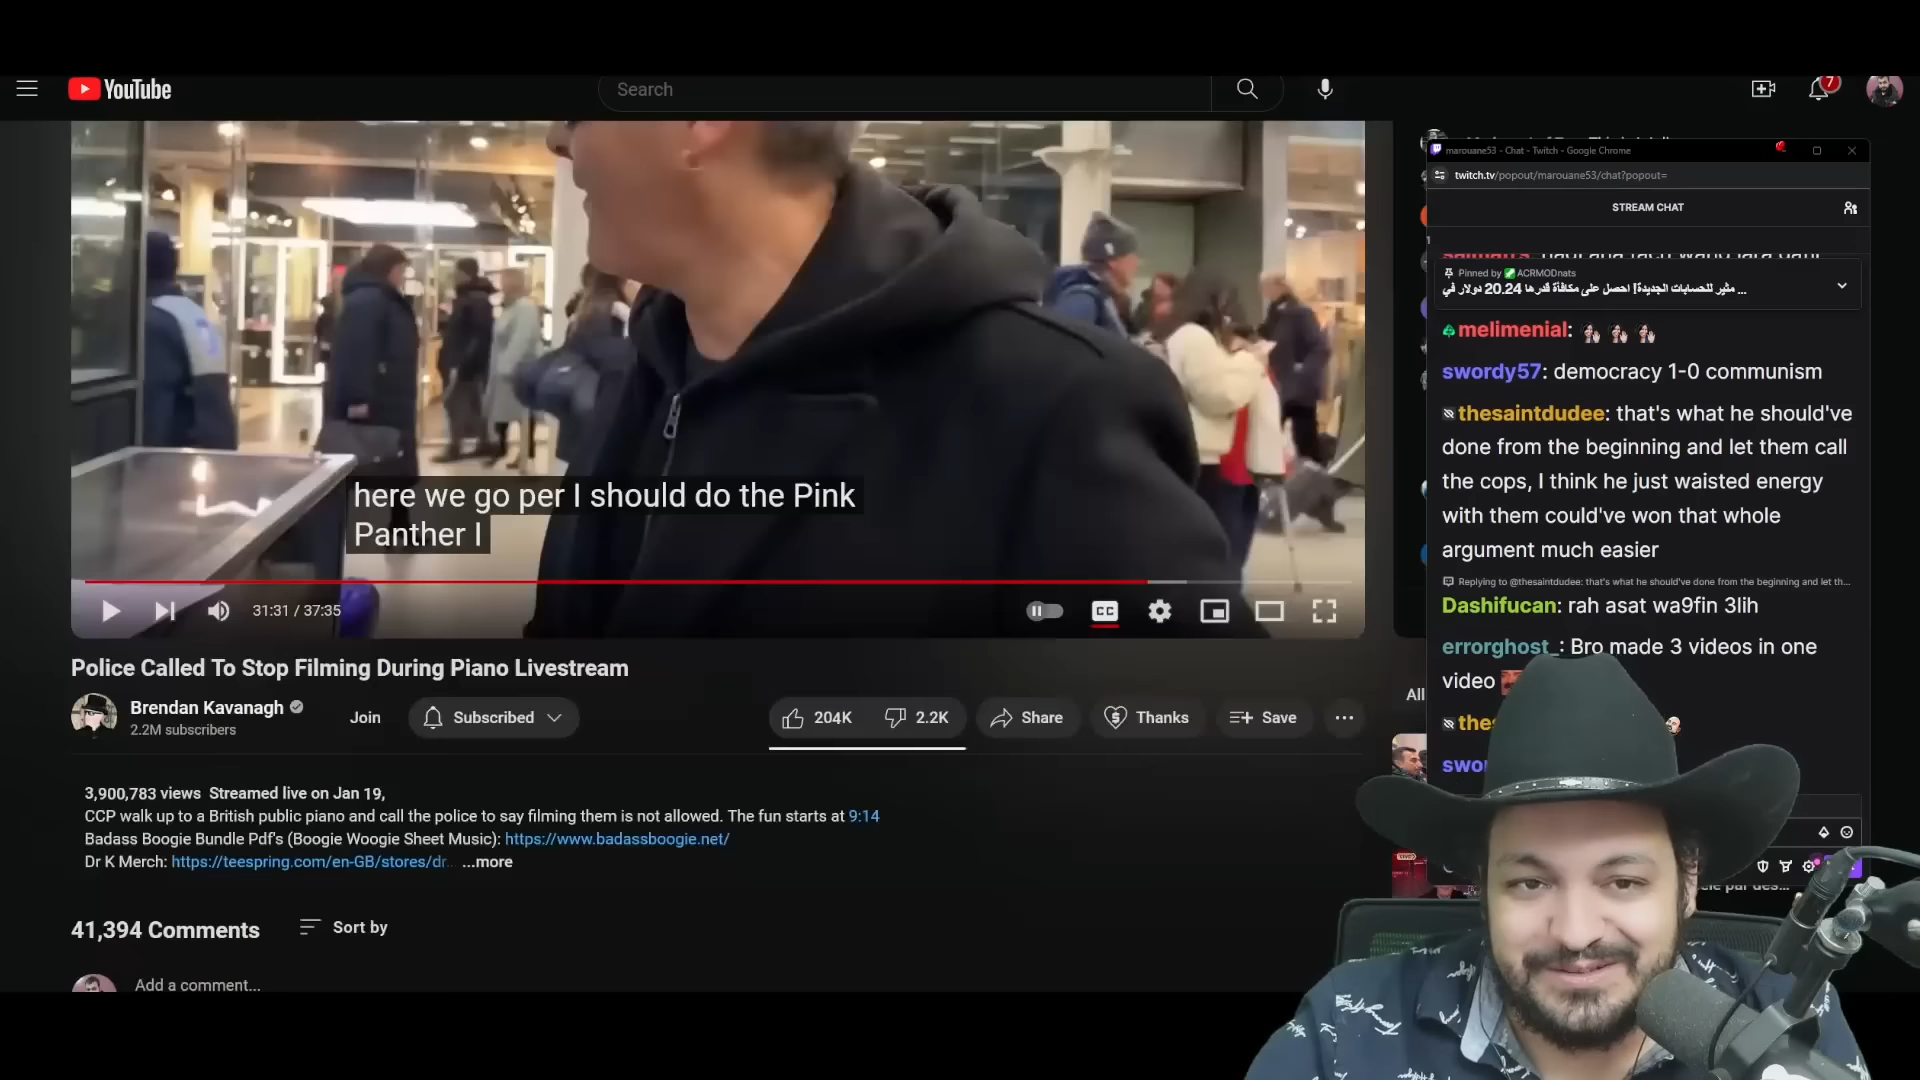 YouTube
Search
7
here we go per I should do the Pink
Panther I
31:31 / 37:35
CC
Police Called To Stop Filming During Piano Livestream
Brendan Kavanagh
2.2M subscribers
Join
Subscribed
204K
2.2K
Share
Thanks
Save
3,900,783 views Streamed live on Jan 19,
CCP walk up to a British public piano and call the police to say filming them is not allowed. The fun starts at 9:14
Badass Boogie Bundle Pdf's (Boogie Woogie Sheet Music): https://www.badassboogie.net/
Dr K Merch: https://teespring.com/en-GB/stores/dr... ...more
41,394 Comments
Sort by
Add a comment...
All
marouane53 - Chat - Twitch - Google Chrome
twitch.tv/popout/marouane53/chat?popout=
STREAM CHAT
Pinned by ACRMODnats
مثير للحسابات الجديدة! احصل على مكافأة قدرها 20.24 دولار في ...
melimenial:
swordy57: democracy 1-0 communism
thesaintdudee: that's what he should've
done from the beginning and let them call
the cops, I think he just waisted energy
with them could've won that whole
argument much easier
Replying to @thesaintdudee: that's what he should've done from the beginning and let th...
Dashifucan: rah asat wa9fin 3lih
errorghost_: Bro made 3 videos in one
video
thes
swor